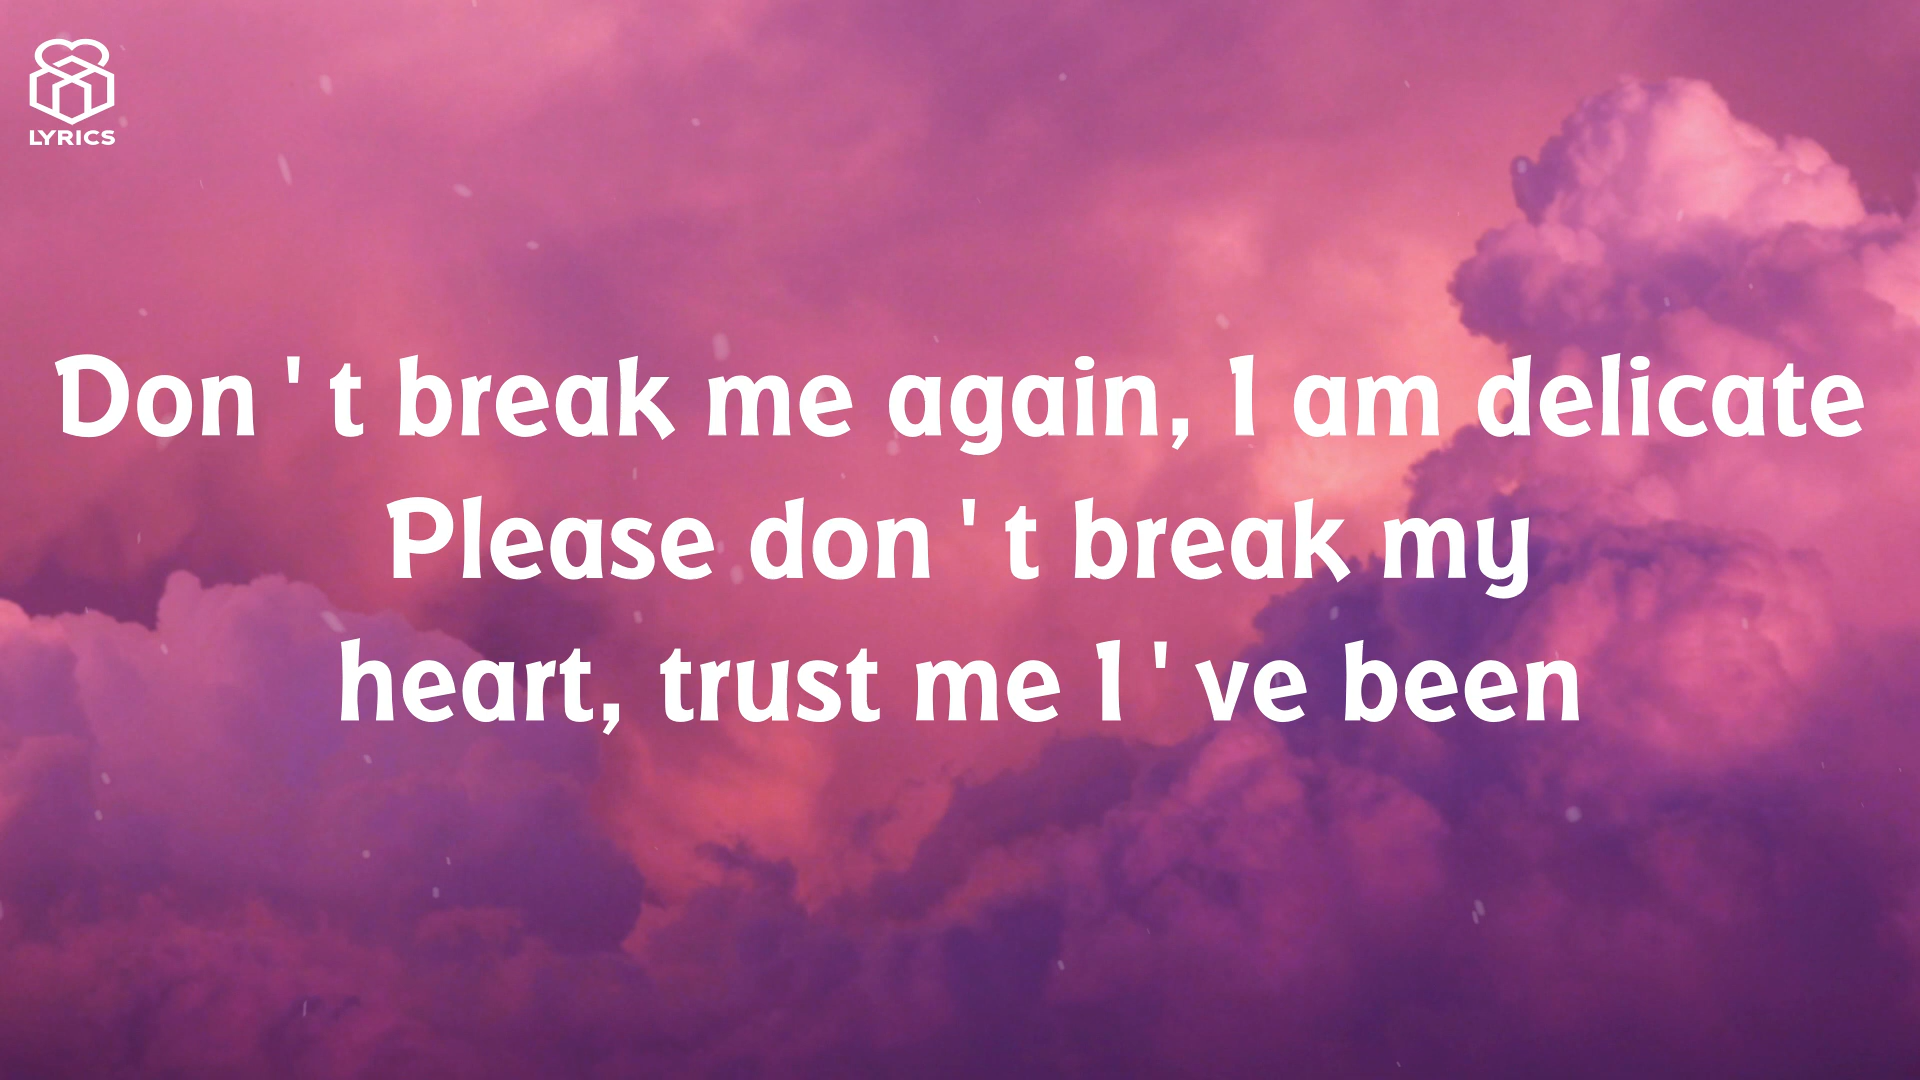 LYRICS
Don't break me again, I am delicate
Please don't break my
heart, trust me I've been